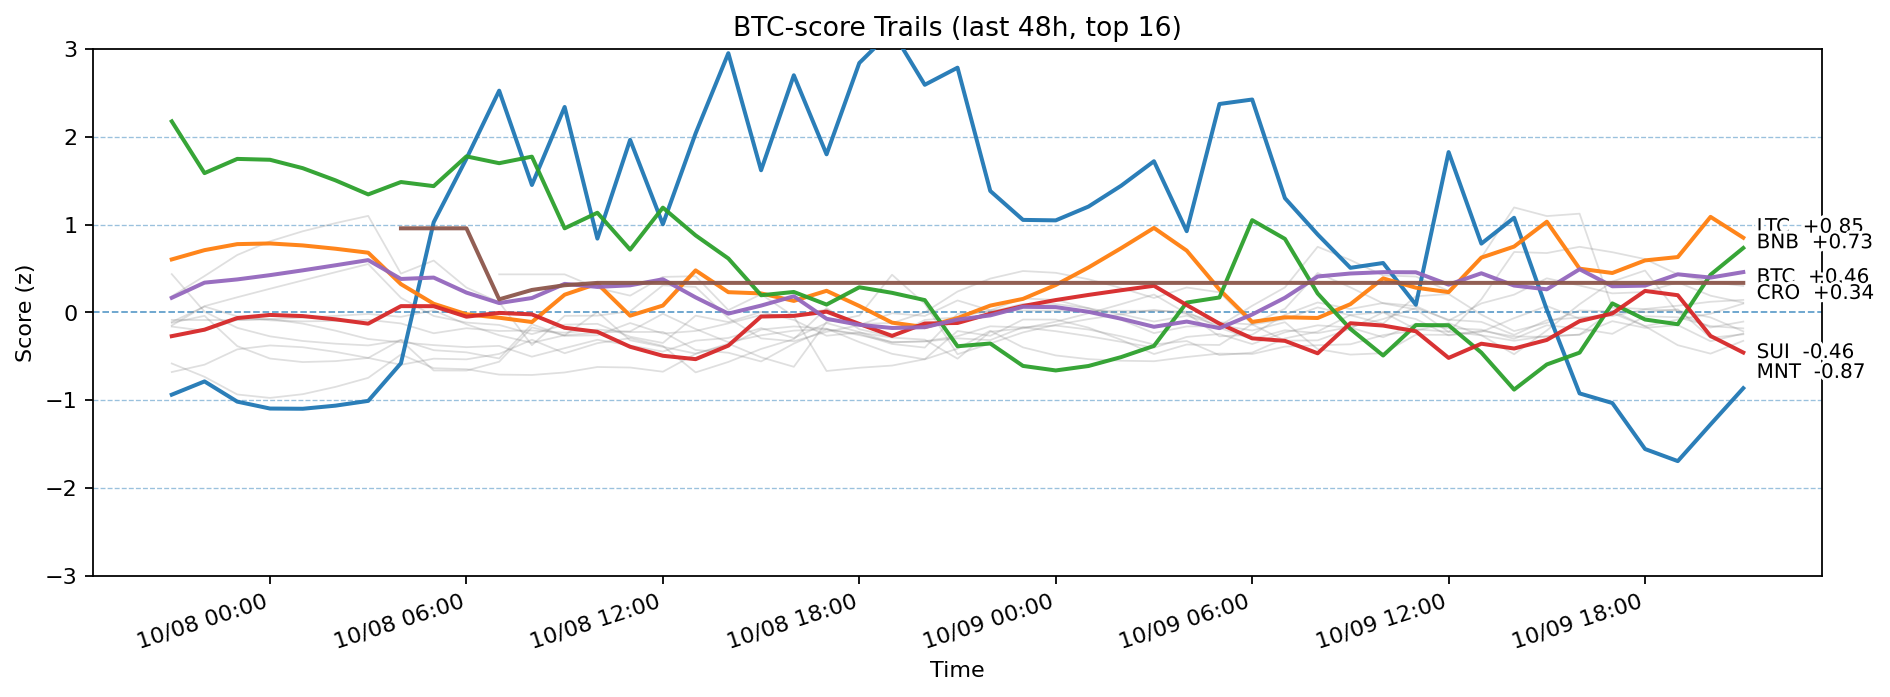 BTC-score Trails (last 48h, top 16)
Score (z)
3
2
1
0
−1
−2
−3
LTC +0.85
BNB +0.73
BTC +0.46
CRO +0.34
SUI -0.46
MNT -0.87
10/08 00:00
10/08 06:00
10/08 12:00
10/08 18:00
10/09 00:00
10/09 06:00
10/09 12:00
10/09 18:00
Time